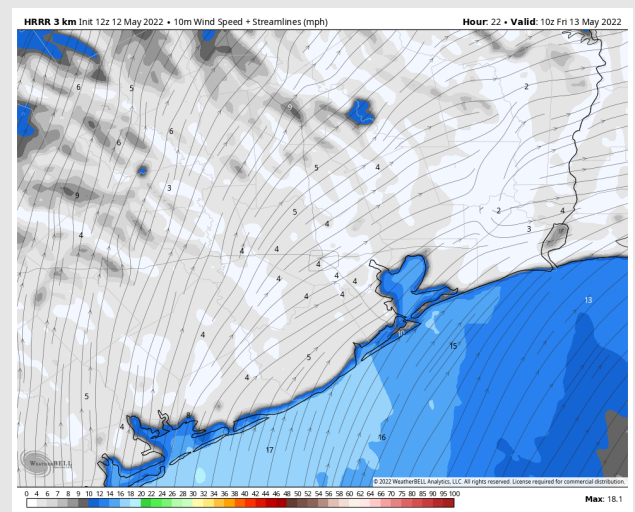 HRRR 3 km Init 12z 12 May 2022 • 10m Wind Speed + Streamlines (mph)
Hour: 22 • Valid: 10z Fri 13 May 2022
6 5 2
9
6
6
5 4
3
9
5 2 4
4 3
4
4 4
4
4 4
4 4
4 13
10
4 15
5
4
5
8
4 16
17
WeatherBELL
© 2022 WeatherBELL Analytics, LLC. All rights reserved. License required for commercial distribution.
0 4 6 7 8 9 10 12 14 16 18 20 22 24 26 28 30 32 34 36 38 40 42 44 46 48 50 52 54 56 58 60 62 64 66 70 75 80 85 90 95 100
Max: 18.1